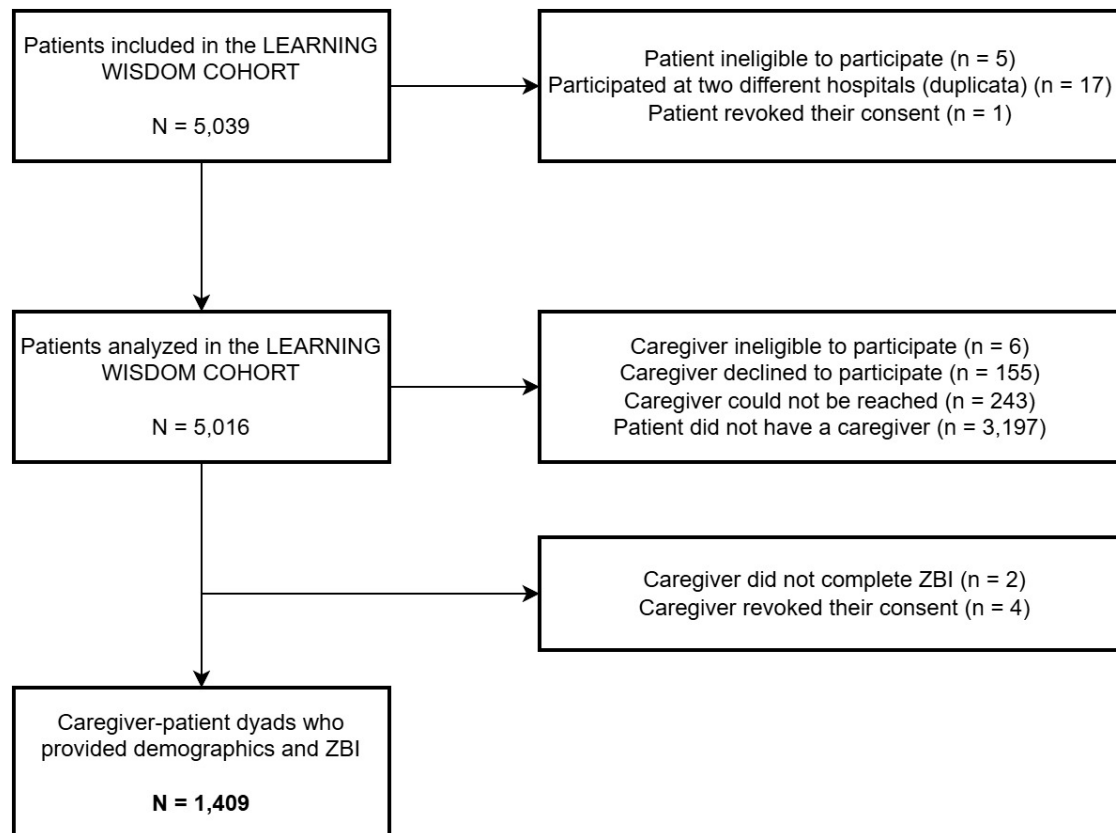 Patients included in the LEARNING
WISDOM COHORT
N = 5,039
Patient ineligible to participate (n = 5)
Participated at two different hospitals (duplicata) (n = 17)
Patient revoked their consent (n = 1)
Patients analyzed in the LEARNING
WISDOM COHORT
N = 5,016
Caregiver ineligible to participate (n = 6)
Caregiver declined to participate (n = 155)
Caregiver could not be reached (n = 243)
Patient did not have a caregiver (n = 3,197)
Caregiver did not complete ZBI (n = 2)
Caregiver revoked their consent (n = 4)
Caregiver-patient dyads who
provided demographics and ZBI
N = 1,409